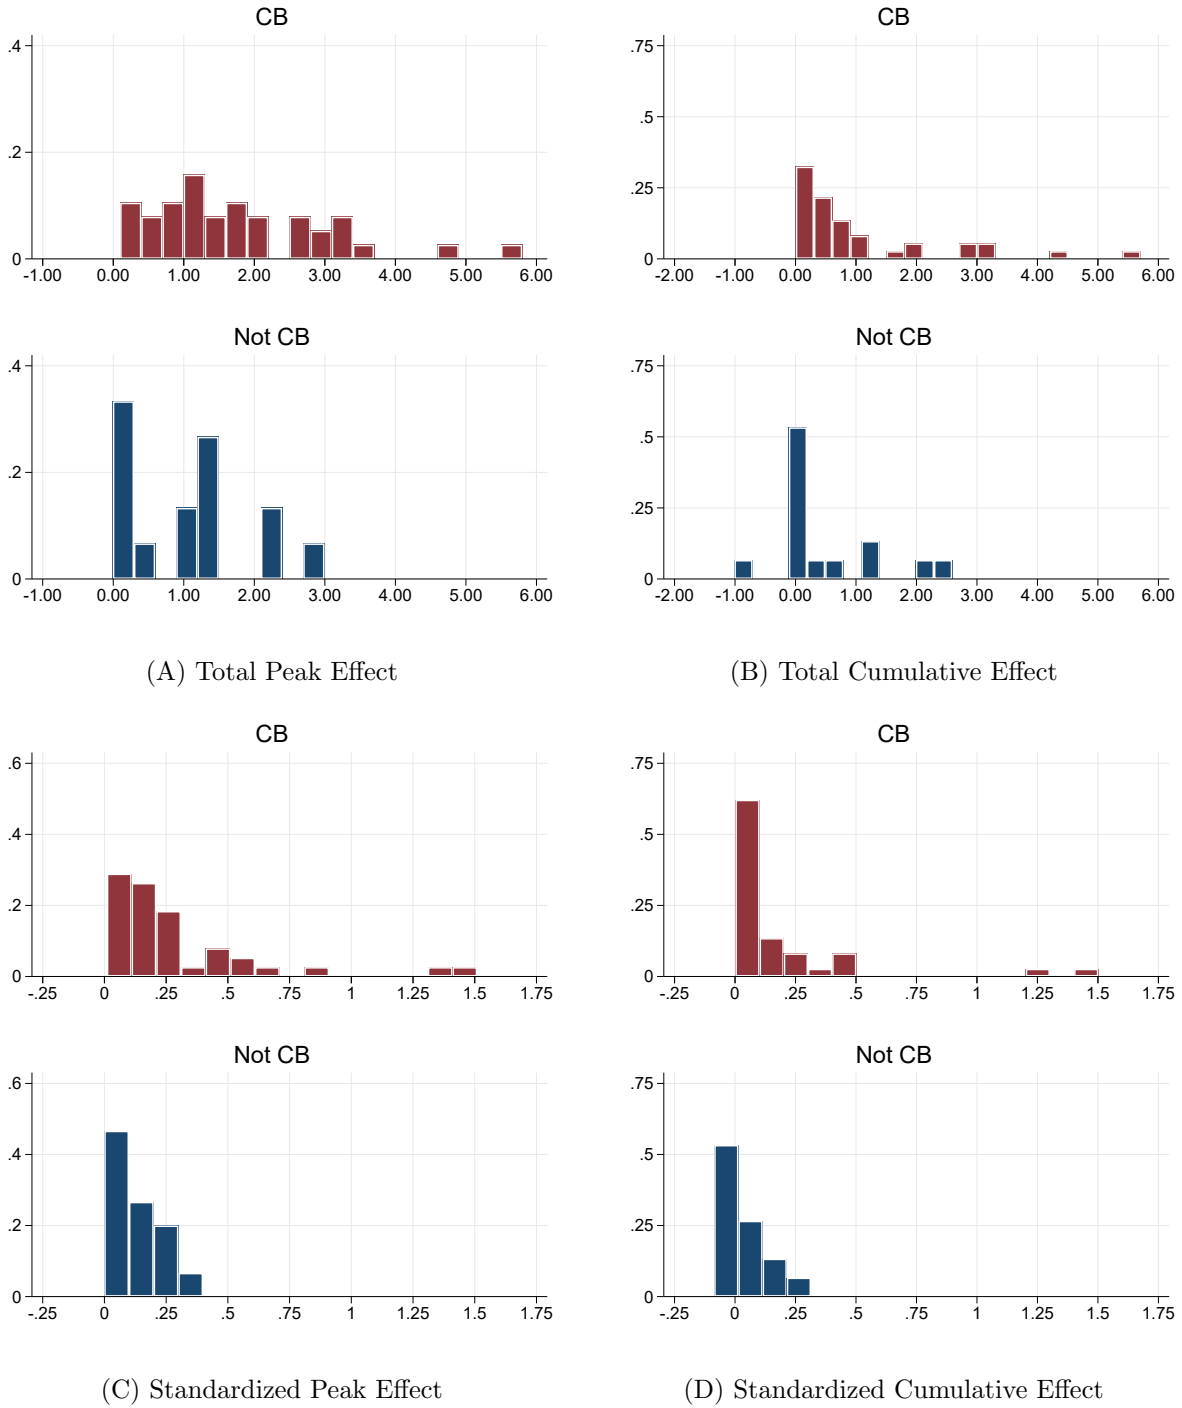 CB
.4
.2
0
-1.00 0.00 1.00 2.00 3.00 4.00 5.00 6.00
Not CB
.4
.2
0
-1.00 0.00 1.00 2.00 3.00 4.00 5.00 6.00
(A) Total Peak Effect
CB
.75
.5
.25
0
-2.00 -1.00 0.00 1.00 2.00 3.00 4.00 5.00 6.00
Not CB
.75
.5
.25
0
-2.00 -1.00 0.00 1.00 2.00 3.00 4.00 5.00 6.00
(B) Total Cumulative Effect
CB
.6
.4
.2
0
-.25 0 .25 .5 .75 1 1.25 1.5 1.75
Not CB
.6
.4
.2
0
-.25 0 .25 .5 .75 1 1.25 1.5 1.75
(C) Standardized Peak Effect
CB
.75
.5
.25
0
-.25 0 .25 .5 .75 1 1.25 1.5 1.75
Not CB
.75
.5
.25
0
-.25 0 .25 .5 .75 1 1.25 1.5 1.75
(D) Standardized Cumulative Effect